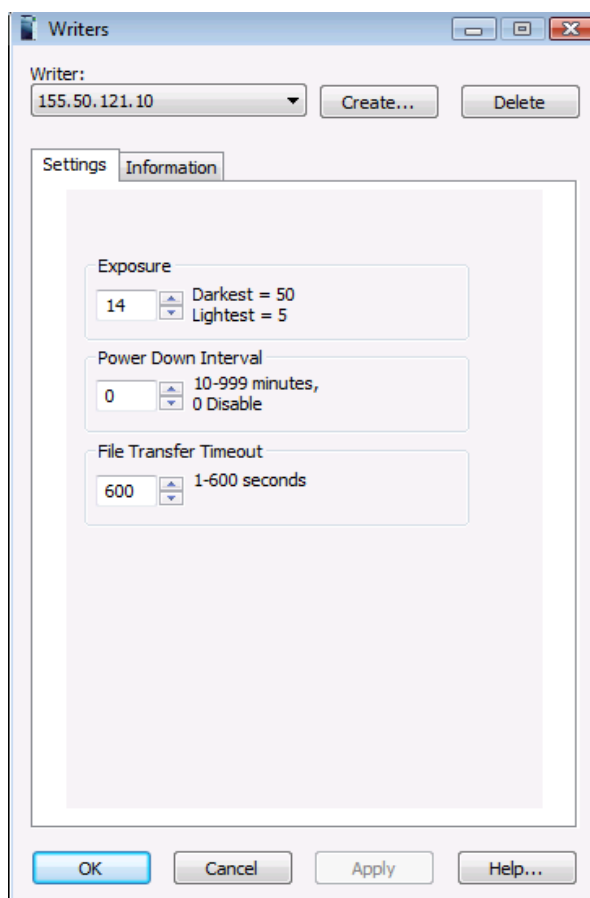 Writers
Writer:
155.50.121.10
Create...
Delete
Settings
Information
Exposure
14
Darkest = 50
Lightest = 5
Power Down Interval
0
10-999 minutes,
0 Disable
File Transfer Timeout
600
1-600 seconds
OK
Cancel
Apply
Help...